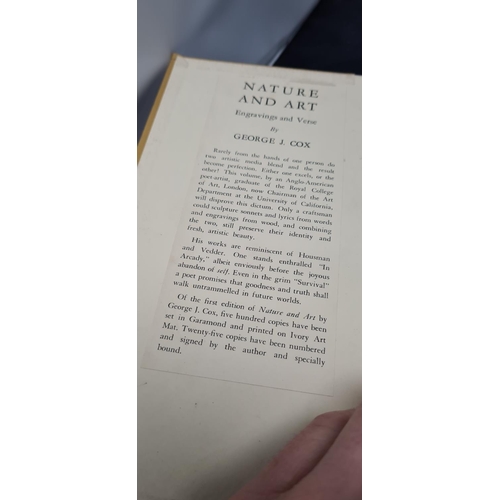 NATURE
AND ART
Engravings and Verse
By
GEORGE J. COX
Rarely from the hands of one person do
two artistic media blend and the result
become perfection. Either one excels, or the
other! This volume, by an Anglo-American
poet-artist, graduate of the Royal College
of Art, London, now Chairman of the Art
Department at the University of California,
will disprove this dictum. Only a craftsman
could sculpture sonnets and lyrics from words
and engravings from wood, and combining
the two, still preserve their identity and
fresh, artistic beauty.
His works are reminiscent of Housman
and Vedder. One stands enthralled "In
Arcady," albeit enviously before the joyous
abandon of self. Even in the grim "Survival"
a poet promises that goodness and truth shall
walk untrammelled in future worlds.
Of the first edition of Nature and Art by
George J. Cox, five hundred copies have been
set in Garamond and printed on Ivory Art
Mat. Twenty-five copies have been numbered
and signed by the author and specially
bound.